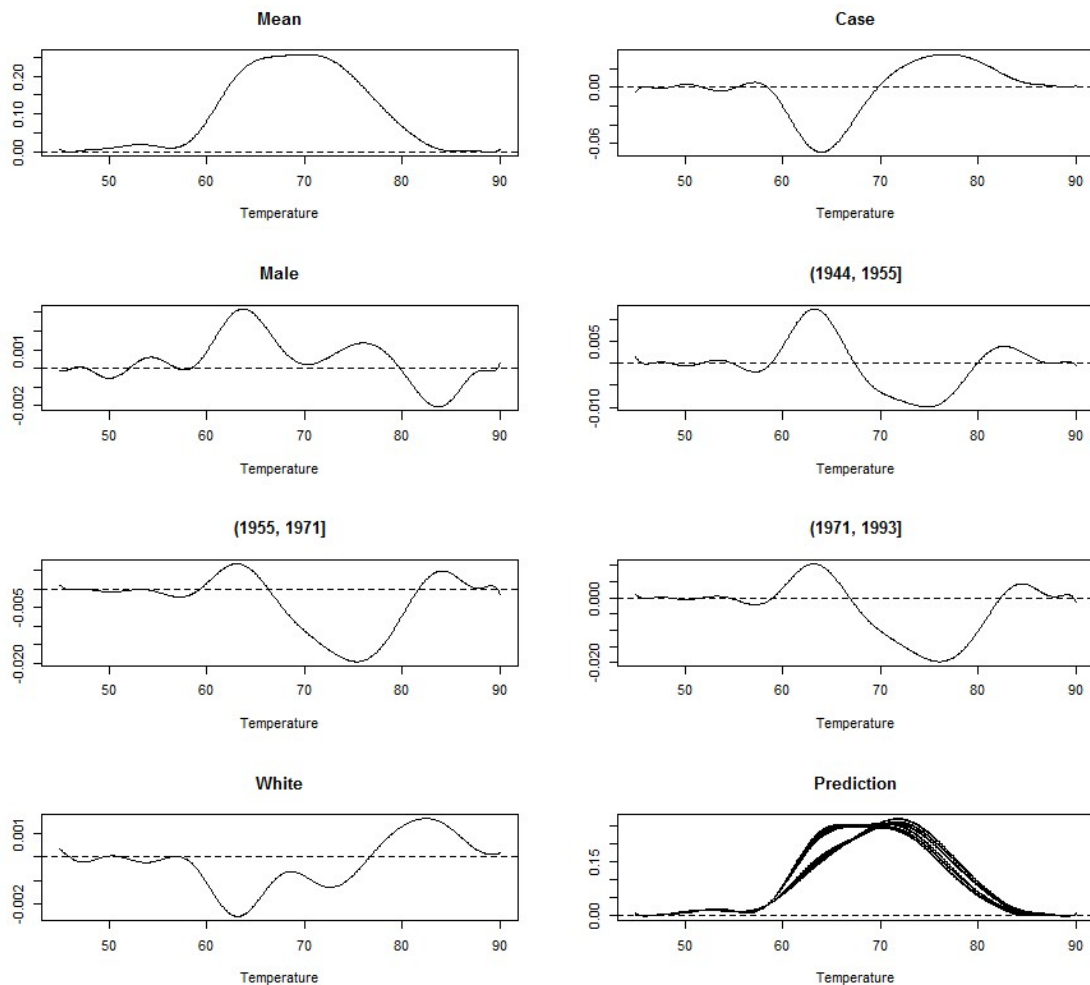 Mean
0.00 0.10 0.20
50 60 70 80 90
Temperature
Case
-0.06 0.00
50 60 70 80 90
Temperature
Male
-0.002 0.001
50 60 70 80 90
Temperature
(1944, 1955]
-0.010 0.005
50 60 70 80 90
Temperature
(1955, 1971]
-0.020 -0.005
50 60 70 80 90
Temperature
(1971, 1993]
-0.020 0.000
50 60 70 80 90
Temperature
White
-0.002 0.001
50 60 70 80 90
Temperature
Prediction
0.00 0.15
50 60 70 80 90
Temperature